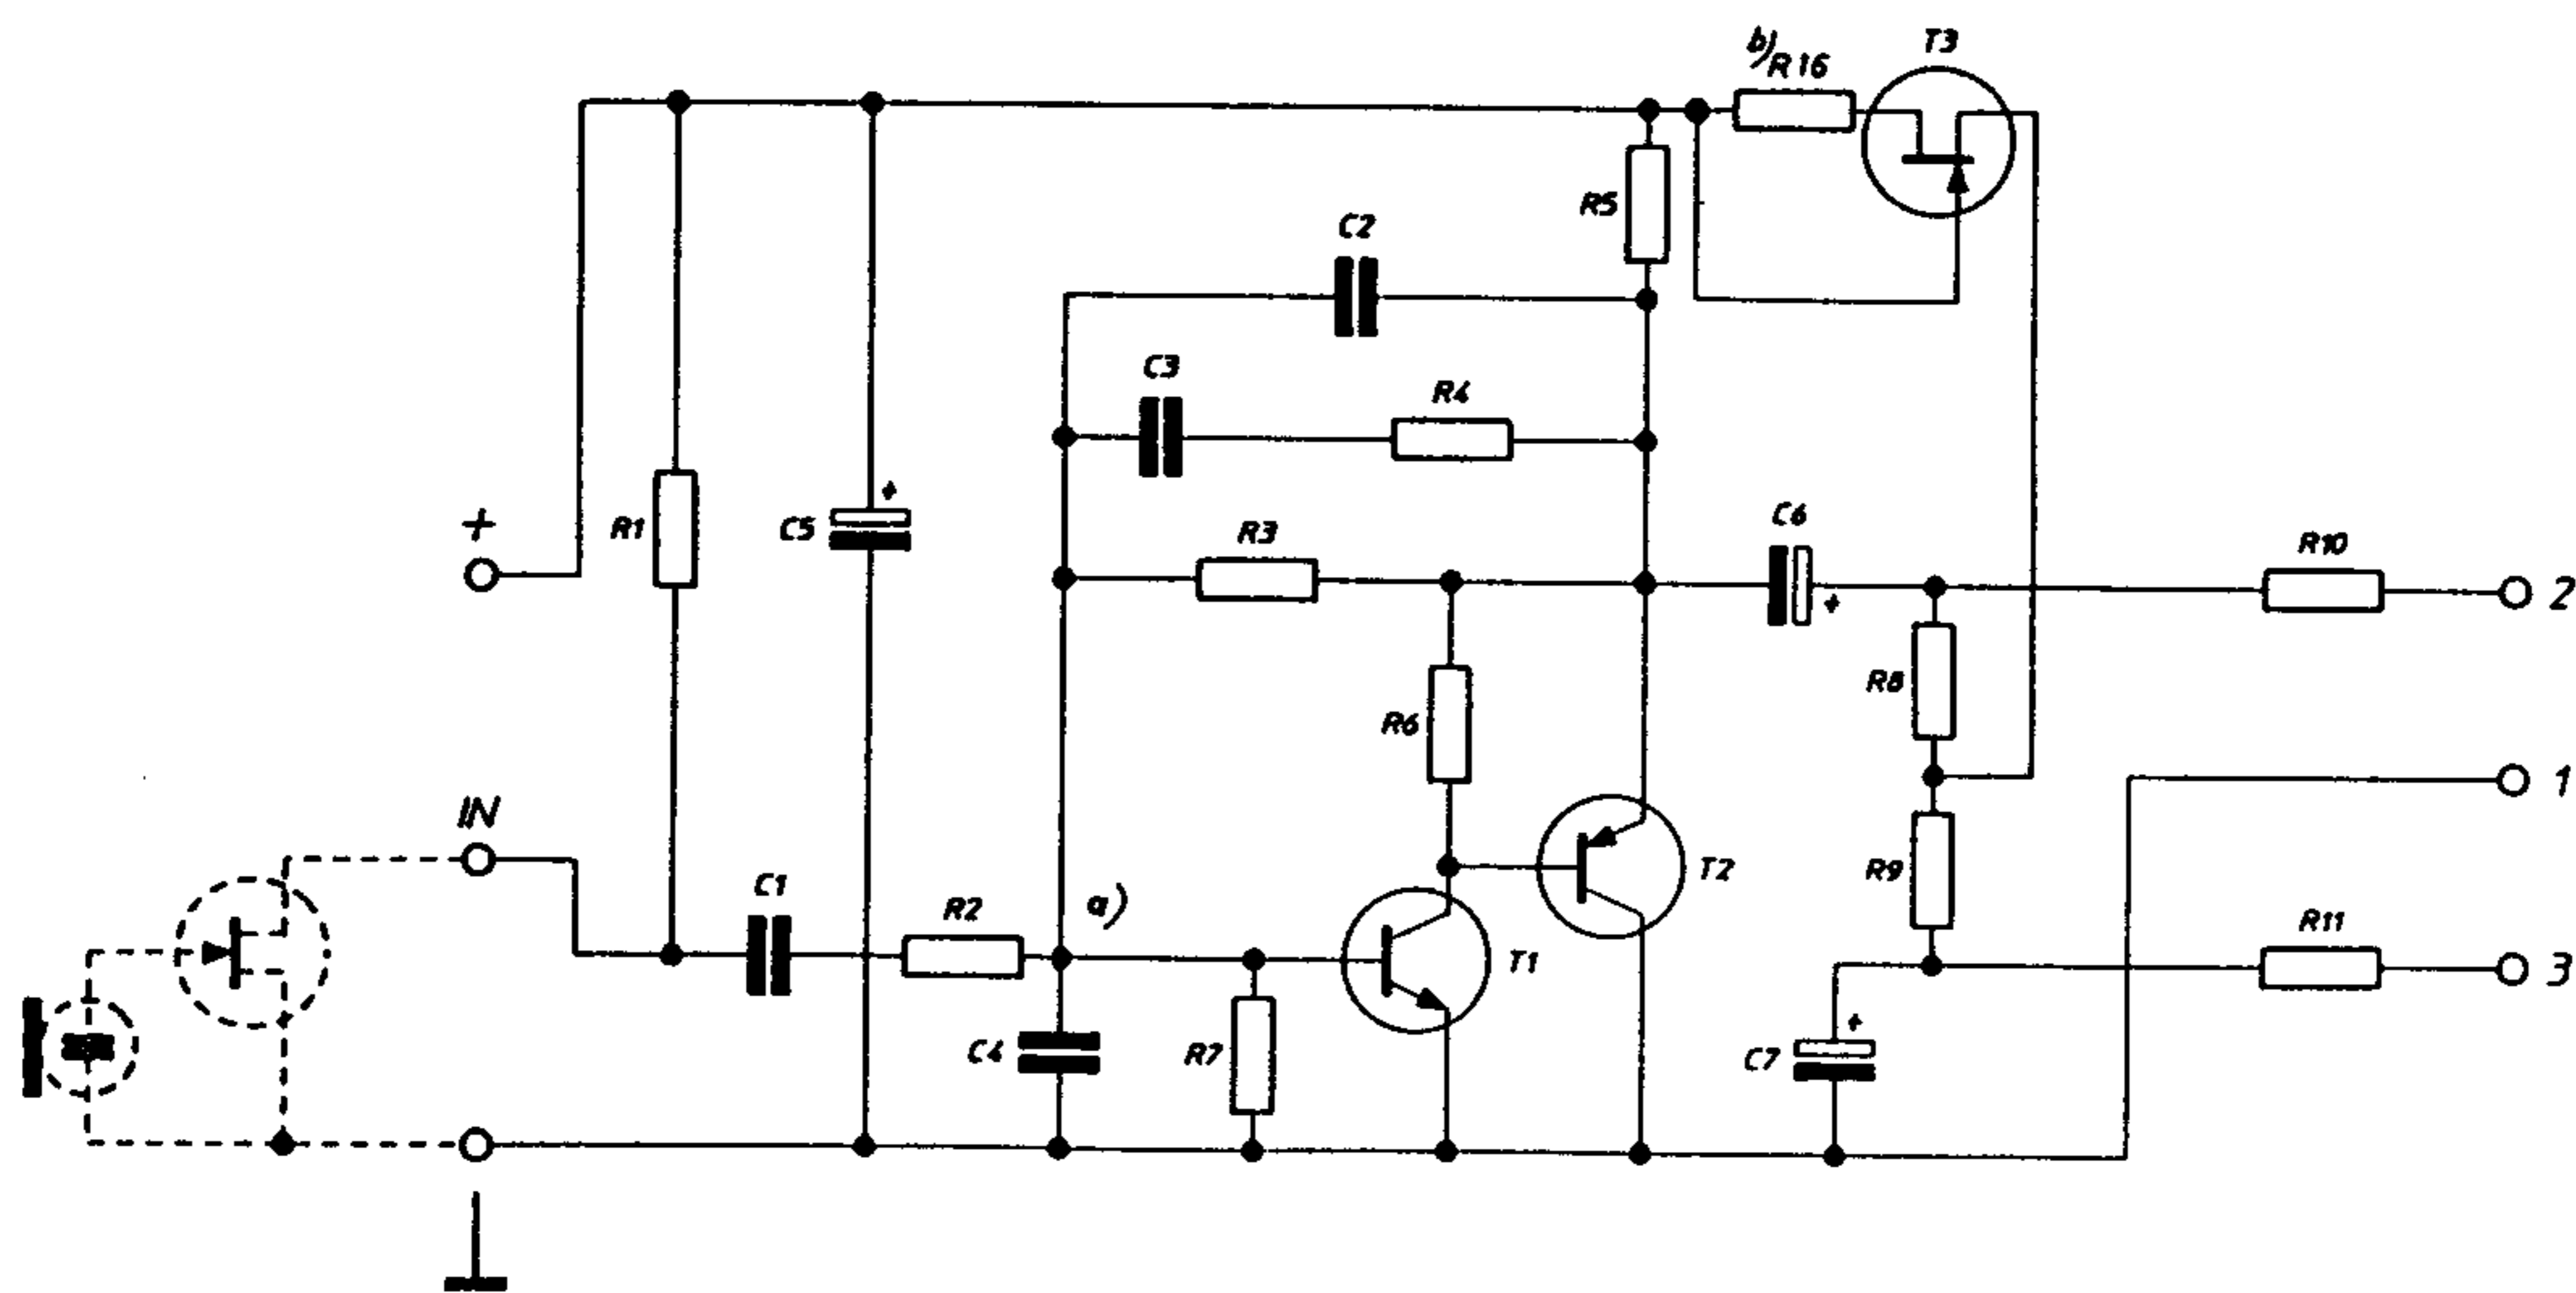 b) R16
T3
R5
C2
C3
R4
+
R1
C5
+
R3
C6
+
R10
2
R6
R8
1
IN
C1
R2
a)
T1
T2
R9
R11
3
C4
R7
C7
+